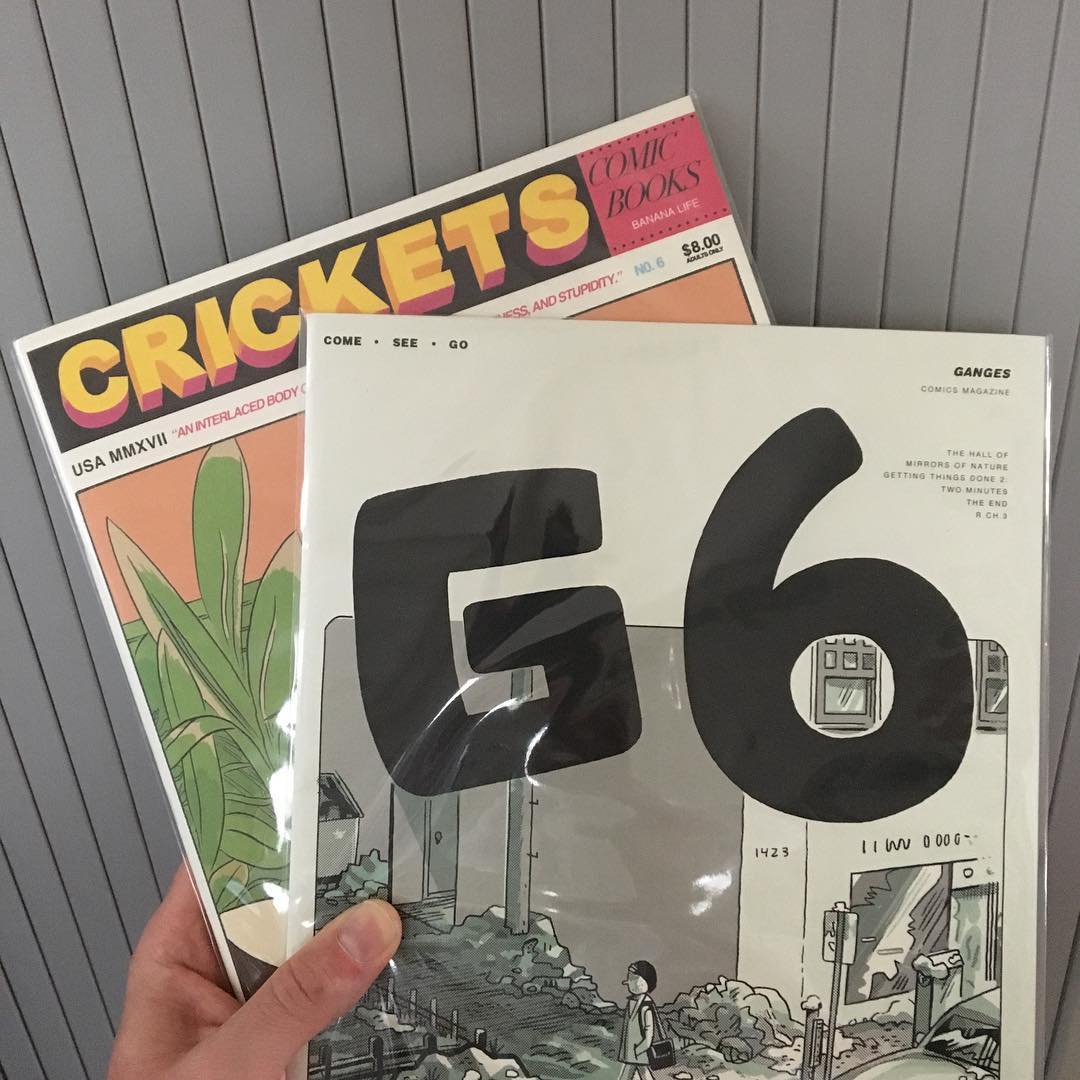 CRICKETS
COMIC
BOOKS
BANANA LIFE
$8.00
ADULTS ONLY
NO. 6
USA MMXVII "AN INTERLACED BODY AND STUPIDITY."
COME • SEE • GO
GANGES
COMICS MAGAZINE
THE HALL OF
MIRRORS OF NATURE
GETTING THINGS DONE 2:
TWO MINUTES
THE END
R CH.3
G6
1423